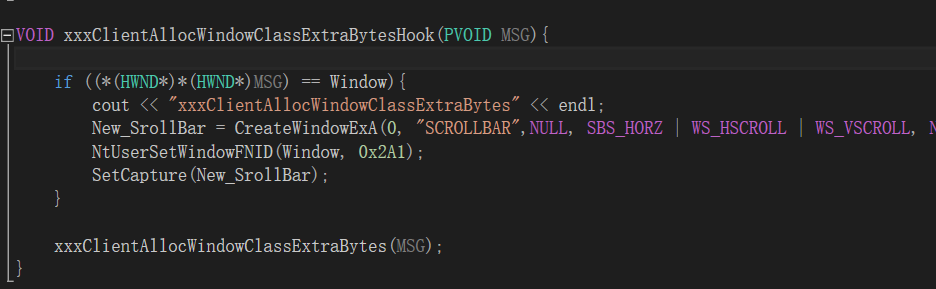 VOID xxxClientAllocWindowClassExtraBytesHook(PVOID MSG){
if ((*(HWND*)*(HWND*)MSG) == Window){
cout << "xxxClientAllocWindowClassExtraBytes" << endl;
New_SrollBar = CreateWindowExA(0, "SCROLLBAR",NULL, SBS_HORZ | WS_HSCROLL | WS_VSCROLL,
NtUserSetWindowFNID(Window, 0x2A1);
SetCapture(New_SrollBar);
}
xxxClientAllocWindowClassExtraBytes(MSG);
}